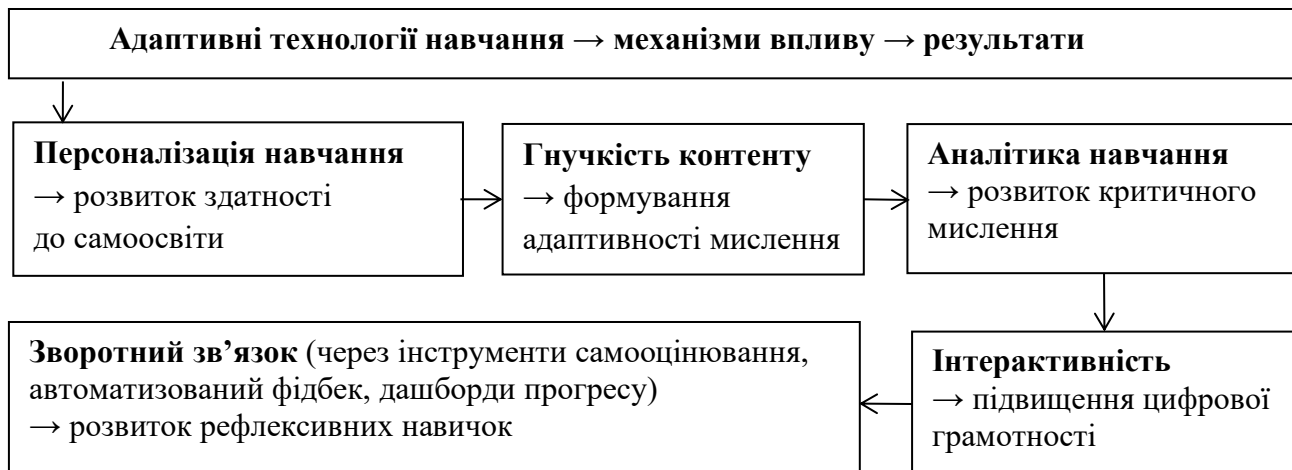 Адаптивні технології навчання → механізми впливу → результати
Персоналізація навчання
→ розвиток здатності
до самоосвіти
Гнучкість контенту
→ формування
адаптивності мислення
Аналітика навчання
→ розвиток критичного
мислення
Інтерактивність
→ підвищення цифрової
грамотності
Зворотний зв’язок (через інструменти самооцінювання,
автоматизований фідбек, дашборди прогресу)
→ розвиток рефлексивних навичок